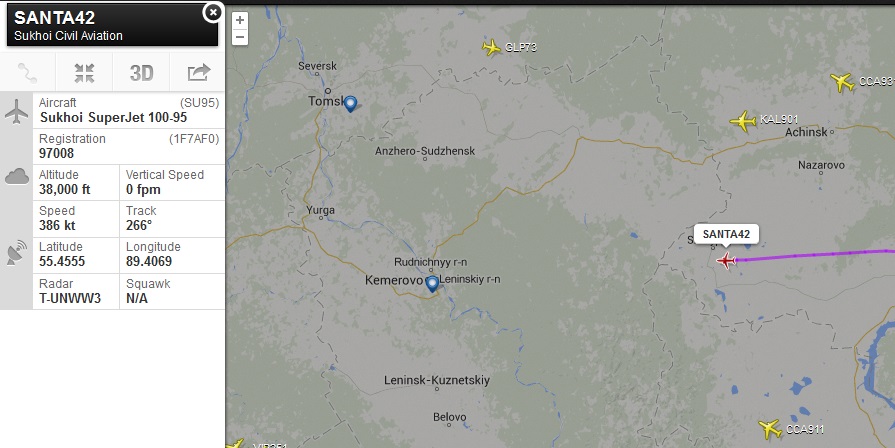 SANTA42
Sukhoi Civil Aviation
3D
Aircraft (SU95)
Sukhoi SuperJet 100-95
Registration (1F7AF0)
97008
Altitude Vertical Speed
38,000 ft 0 fpm
Speed Track
386 kt 266°
Latitude Longitude
55.4555 89.4069
Radar Squawk
T-UNWW3 N/A
+
−
GLP73
Seversk
Tomsk
CCA931
KAL901
Achinsk
Anzhero-Sudzhensk
Nazarovo
Yurga
SANTA42
Rudnichnyy r-n
Kemerovo
Leninskiy r-n
Leninsk-Kuznetskiy
Belovo
CCA911